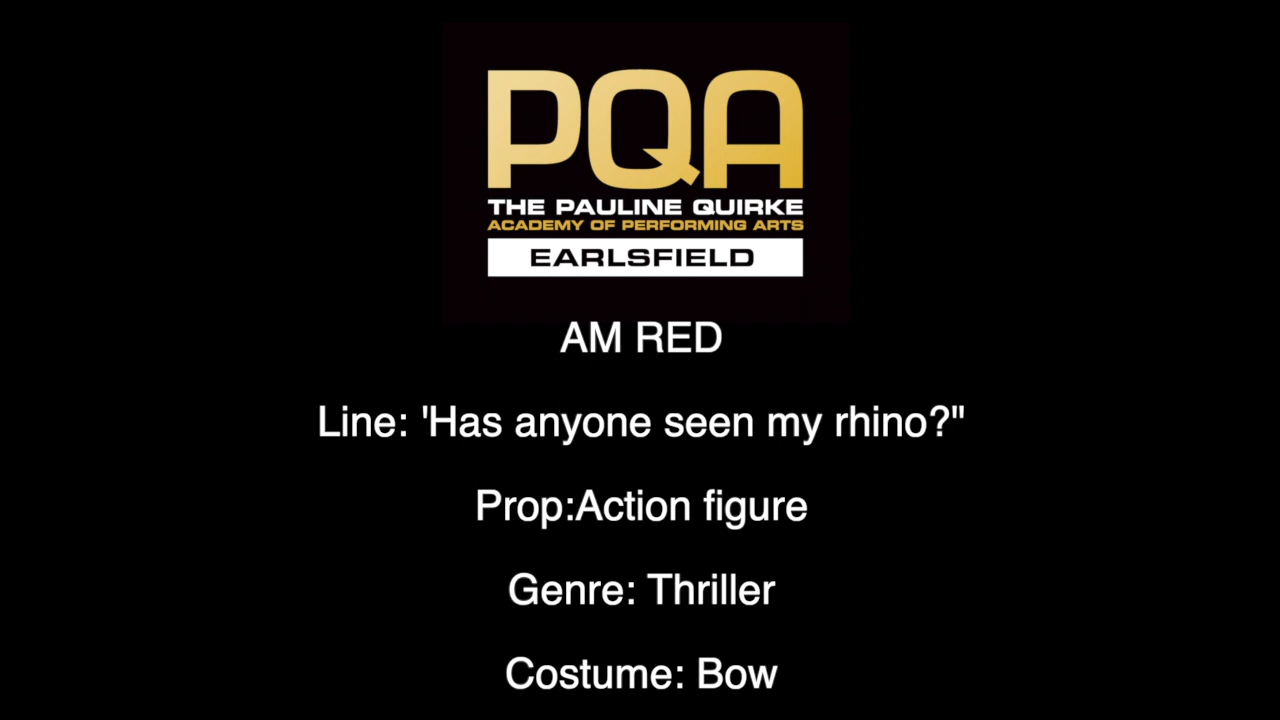 PQA
THE PAULINE QUIRKE
ACADEMY OF PERFORMING ARTS
EARLSFIELD
AM RED
Line: 'Has anyone seen my rhino?"
Prop:Action figure
Genre: Thriller
Costume: Bow